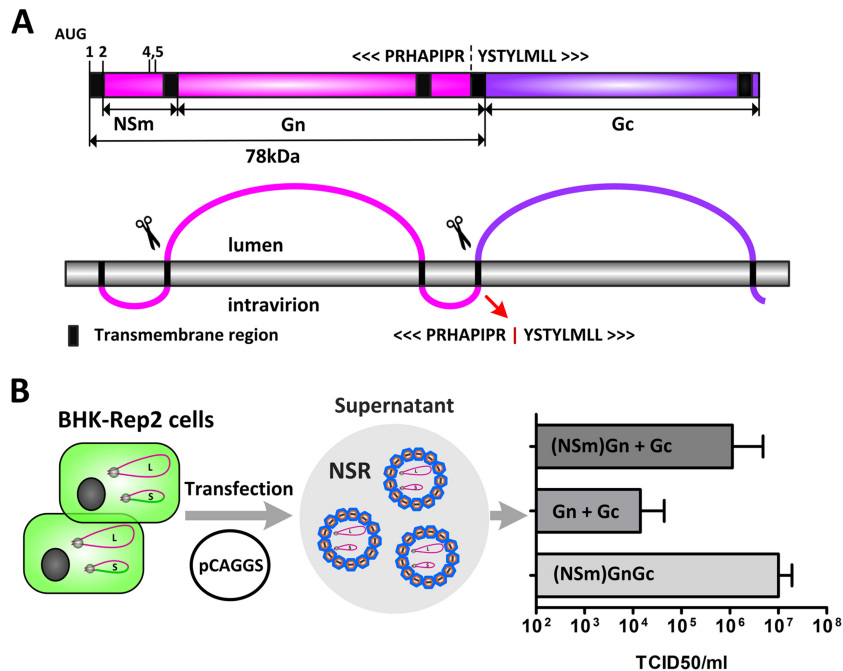 A
AUG
1 2 4,5
<<< PRHAPIPR YSTYLMLL >>>
NSm Gn Gc
78kDa
lumen
intravirion
Transmembrane region
<<< PRHAPIPR | YSTYLMLL >>>
B
BHK-Rep2 cells
L
S
L
S
Transfection
pCAGGS
Supernatant
NSR
L
S
L
S
L
S
(NSm)Gn + Gc
Gn + Gc
(NSm)GnGc
10² 10³ 10⁴ 10⁵ 10⁶ 10⁷ 10⁸
TCID50/ml